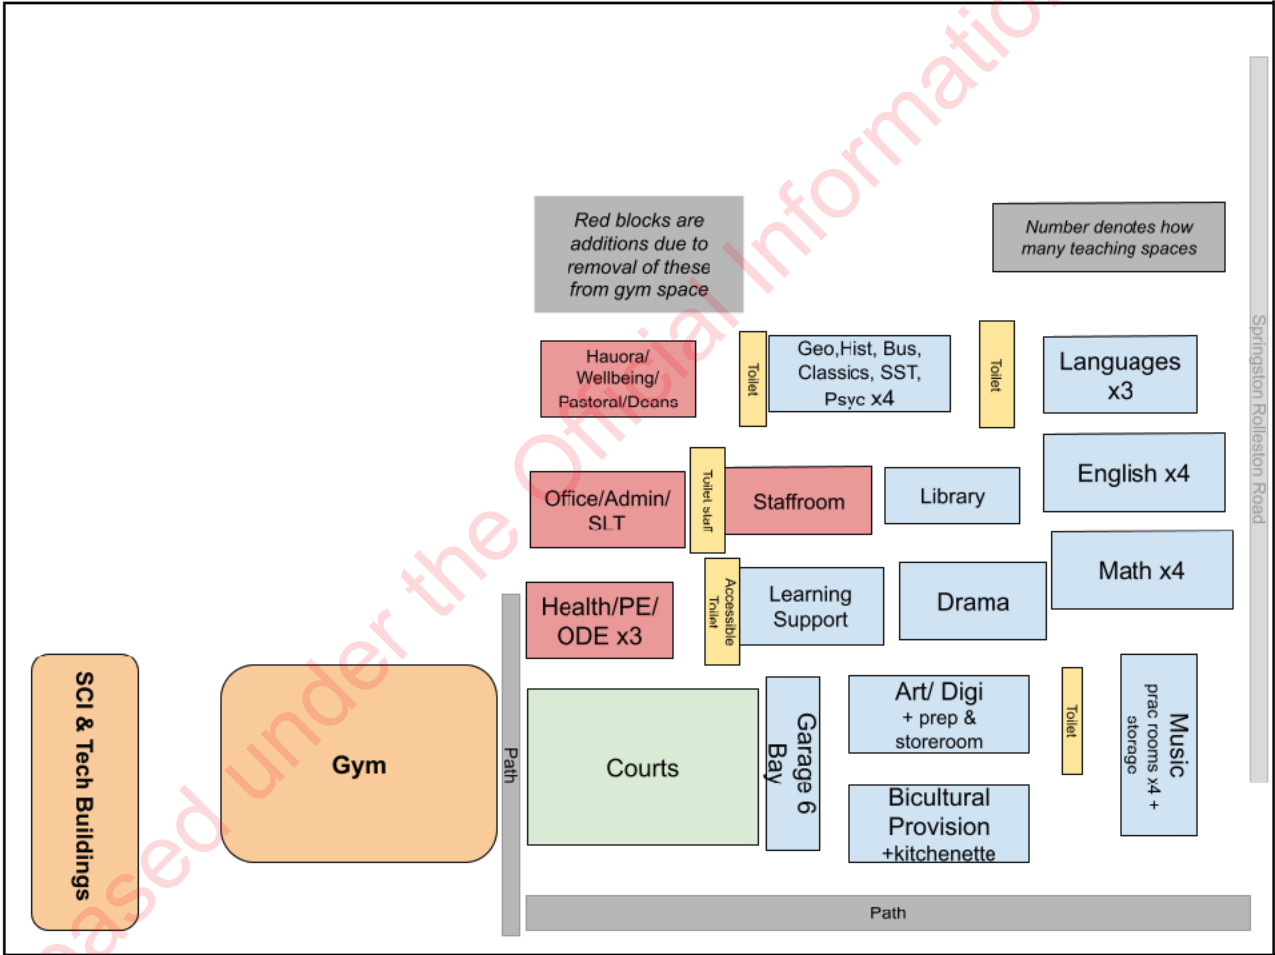 Red blocks are
additions due to
removal of these
from gym space
Number denotes how
many teaching spaces
Hauora/
Wellbeing/
Pastoral/Deans
Toilet
Geo,Hist, Bus,
Classics, SST,
Psyc x4
Toilet
Languages
x3
Springston Rolleston Road
Office/Admin/
SLT
Toilet staff
Staffroom
Library
English x4
Health/PE/
ODE x3
Accessible
Toilet
Learning
Support
Drama
Math x4
SCI & Tech Buildings
Gym
Path
Courts
Garage 6
Bay
Art/ Digi
+ prep &
storeroom
Toilet
Music
prac rooms x4 +
storage
Bicultural
Provision
+kitchenette
Path
eased under the Official Information